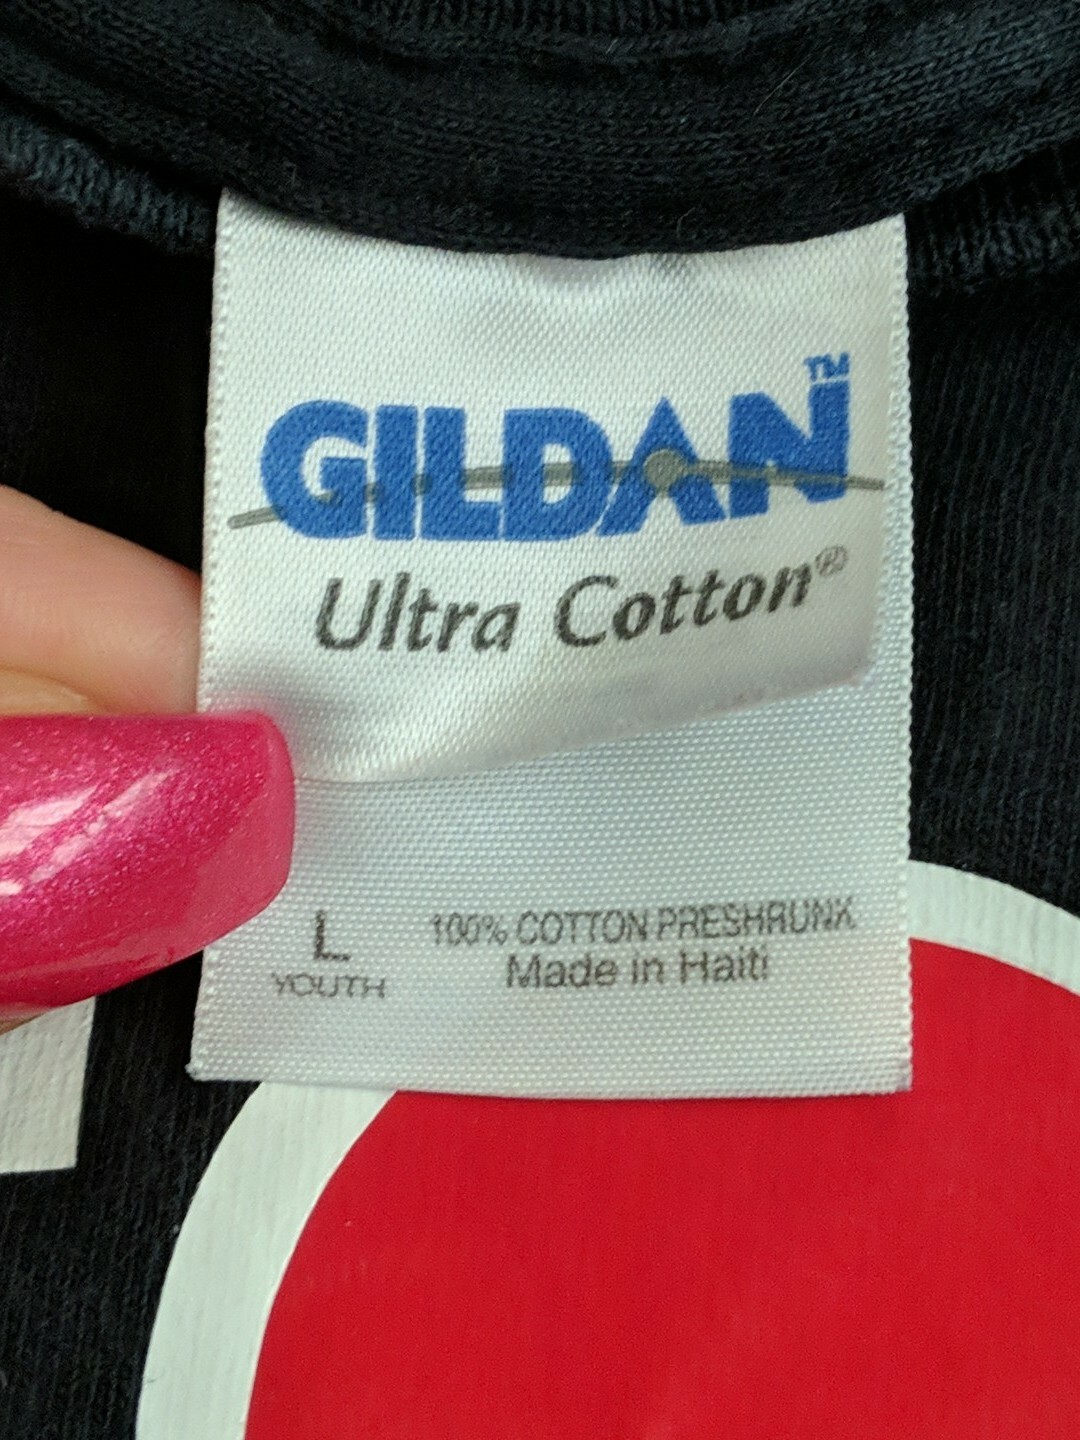 GILDAN™
Ultra Cotton®
L
YOUTH
100% COTTON PRESHRUNK
Made in Haiti